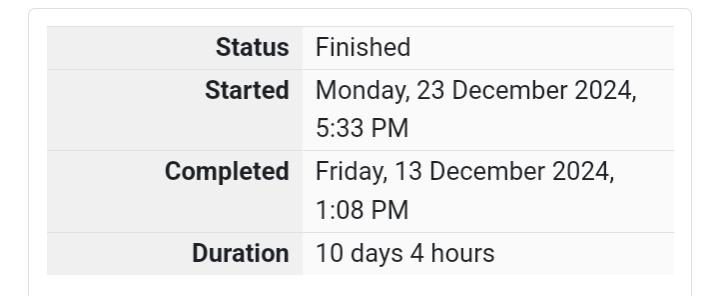 Status Finished
Started Monday, 23 December 2024,
5:33 PM
Completed Friday, 13 December 2024,
1:08 PM
Duration 10 days 4 hours